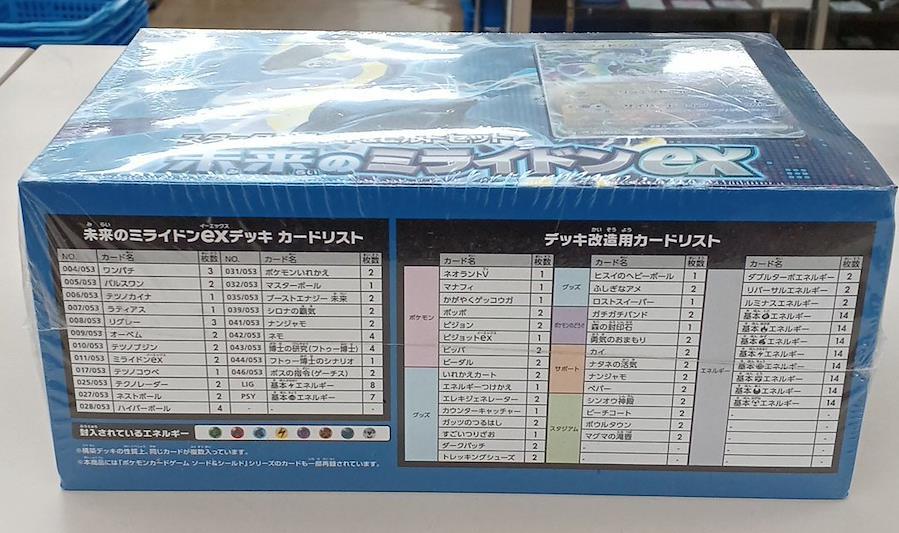 スタートデッキ&ビルドセット
未来のミライドンex
未来のミライドンexデッキ カードリスト
NO. カード名 枚数 NO. カード名 枚数
004/053 ワンパチ 3 031/053 ポケモンいれかえ 2
005/053 パルスワン 2 032/053 マスターボール 1
006/053 テツノカイナ 1 035/053 ブーストエナジー 未来 2
007/053 ラティアス 1 039/053 シロナの覇気 2
008/053 リグレー 3 041/053 ナンジャモ 2
009/053 オーベム 2 042/053 ネモ 4
010/053 テツノブジン 2 043/053 博士の研究(フトゥー博士) 4
011/053 ミライドンex 2 044/053 フトゥー博士のシナリオ 1
017/053 テツノコウベ 1 046/053 ボスの指令(ゲーチス) 2
025/053 テクノレーダー 2 LIG 基本エネルギー 8
027/053 ネストボール 2 PSY 基本エネルギー 7
028/053 ハイパーボール 4 - - -
封入されているエネルギー
※構築デッキの性質上、同じカードが複数入っています。
※本商品には「ポケモンカードゲーム ソード&シールド」シリーズのカードも一部再録されています。
デッキ改造用カードリスト
カード名 枚数
ポケモン
ネオラントV 1
マナフィ 1
かがやくゲッコウガ 1
ポッポ 2
ピジョン 2
ピジョットex 1
ビッパ 2
ビーダル 2
グッズ
いれかえカート 2
エネルギーつけかえ 1
エレキジェネレーター 2
カウンターキャッチャー 1
ガッツのつるはし 2
すごいつりざお 1
ダークパッチ 2
トレッキングシューズ 2
カード名 枚数
グッズ
ヒスイのヘビーボール 1
ふしぎなアメ 2
ロストスイーパー 1
ポケモンのどうぐ
ガチガチバンド 2
森の封印石 1
勇気のおまもり 2
サポート
カイ 2
ナタネの活気 2
ナンジャモ 2
ペパー 2
スタジアム
シンオウ神殿 2
ビーチコート 2
ボウルタウン 2
マグマの滝壺 2
- -
- -
カード名 枚数
エネルギー
ダブルターボエネルギー 2
リバーサルエネルギー 2
ルミナスエネルギー 2
基本エネルギー 14
基本エネルギー 14
基本エネルギー 14
基本エネルギー 14
基本エネルギー 14
基本エネルギー 14
基本エネルギー 14
基本エネルギー 14
- -
- -
- -
- -
- -